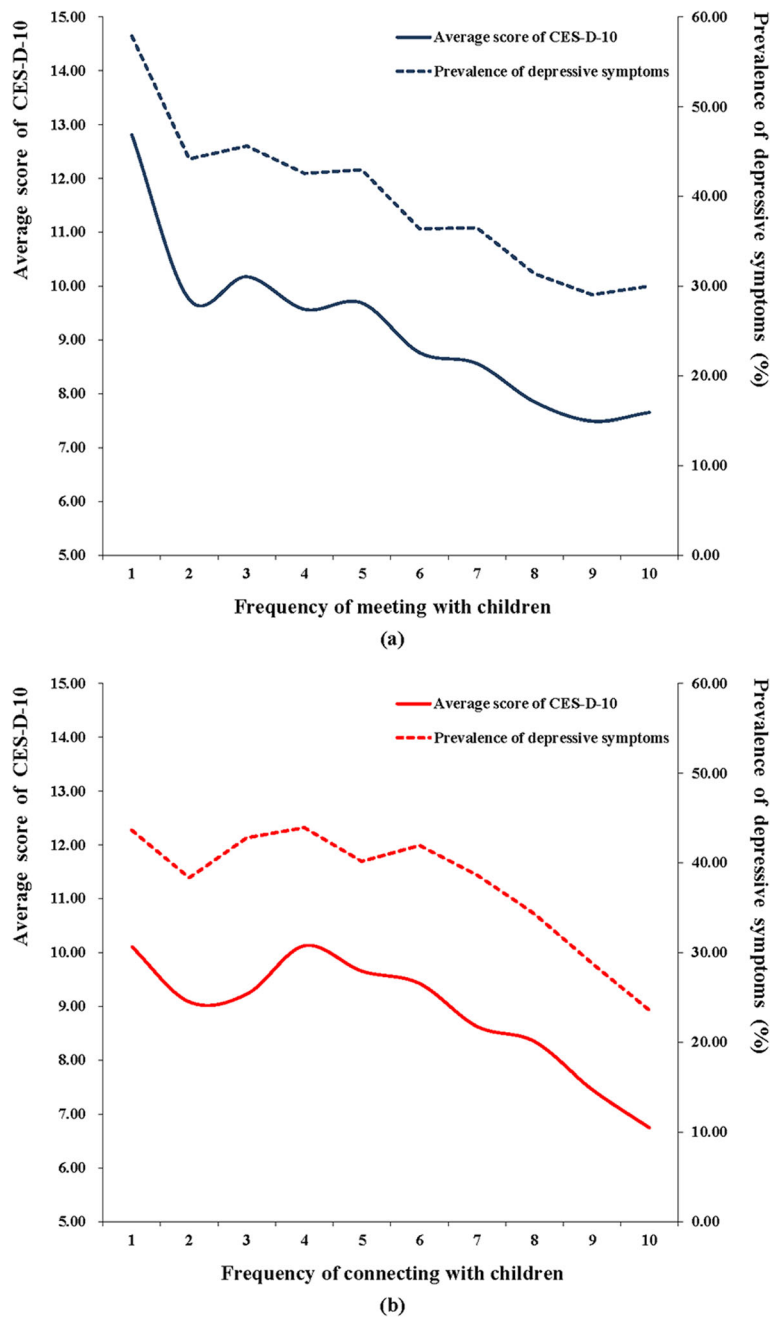 15.00
14.00
13.00
12.00
11.00
10.00
9.00
8.00
7.00
6.00
5.00
Average score of CES-D-10
Average score of CES-D-10
Prevalence of depressive symptoms
60.00
50.00
40.00
30.00
20.00
10.00
0.00
Prevalence of depressive symptoms (%)
1 2 3 4 5 6 7 8 9 10
Frequency of meeting with children
(a)
15.00
14.00
13.00
12.00
11.00
10.00
9.00
8.00
7.00
6.00
5.00
Average score of CES-D-10
Average score of CES-D-10
Prevalence of depressive symptoms
60.00
50.00
40.00
30.00
20.00
10.00
0.00
Prevalence of depressive symptoms (%)
1 2 3 4 5 6 7 8 9 10
Frequency of connecting with children
(b)